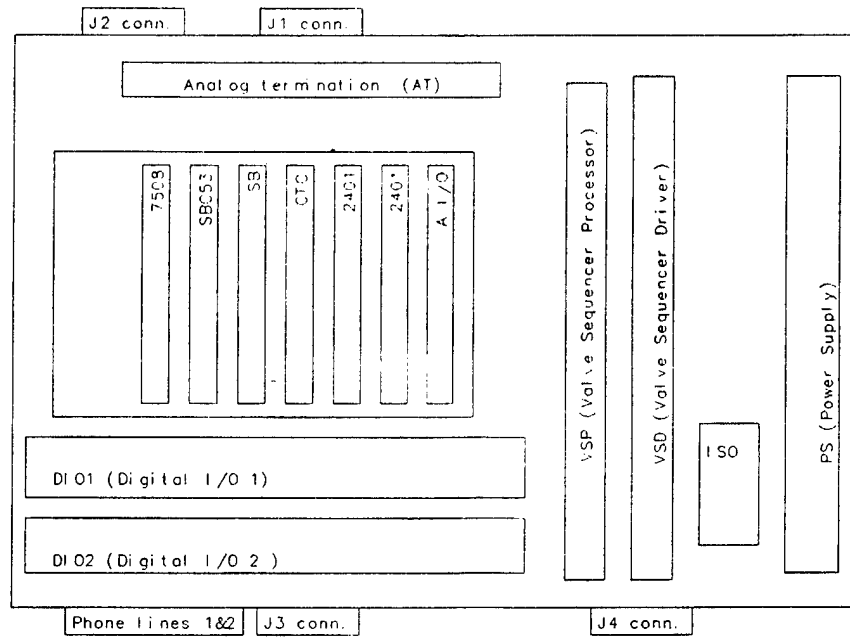 J2 conn.
J1 conn.
Analog termination (AT)
7508
SBC53
SB
CTC
2401
2401
A I/O
VSP (Valve Sequencer Processor)
VSD (Valve Sequencer Driver)
ISO
PS (Power Supply)
DIO1 (Digital I/O 1)
DIO2 (Digital I/O 2)
Phone lines 1&2
J3 conn.
J4 conn.